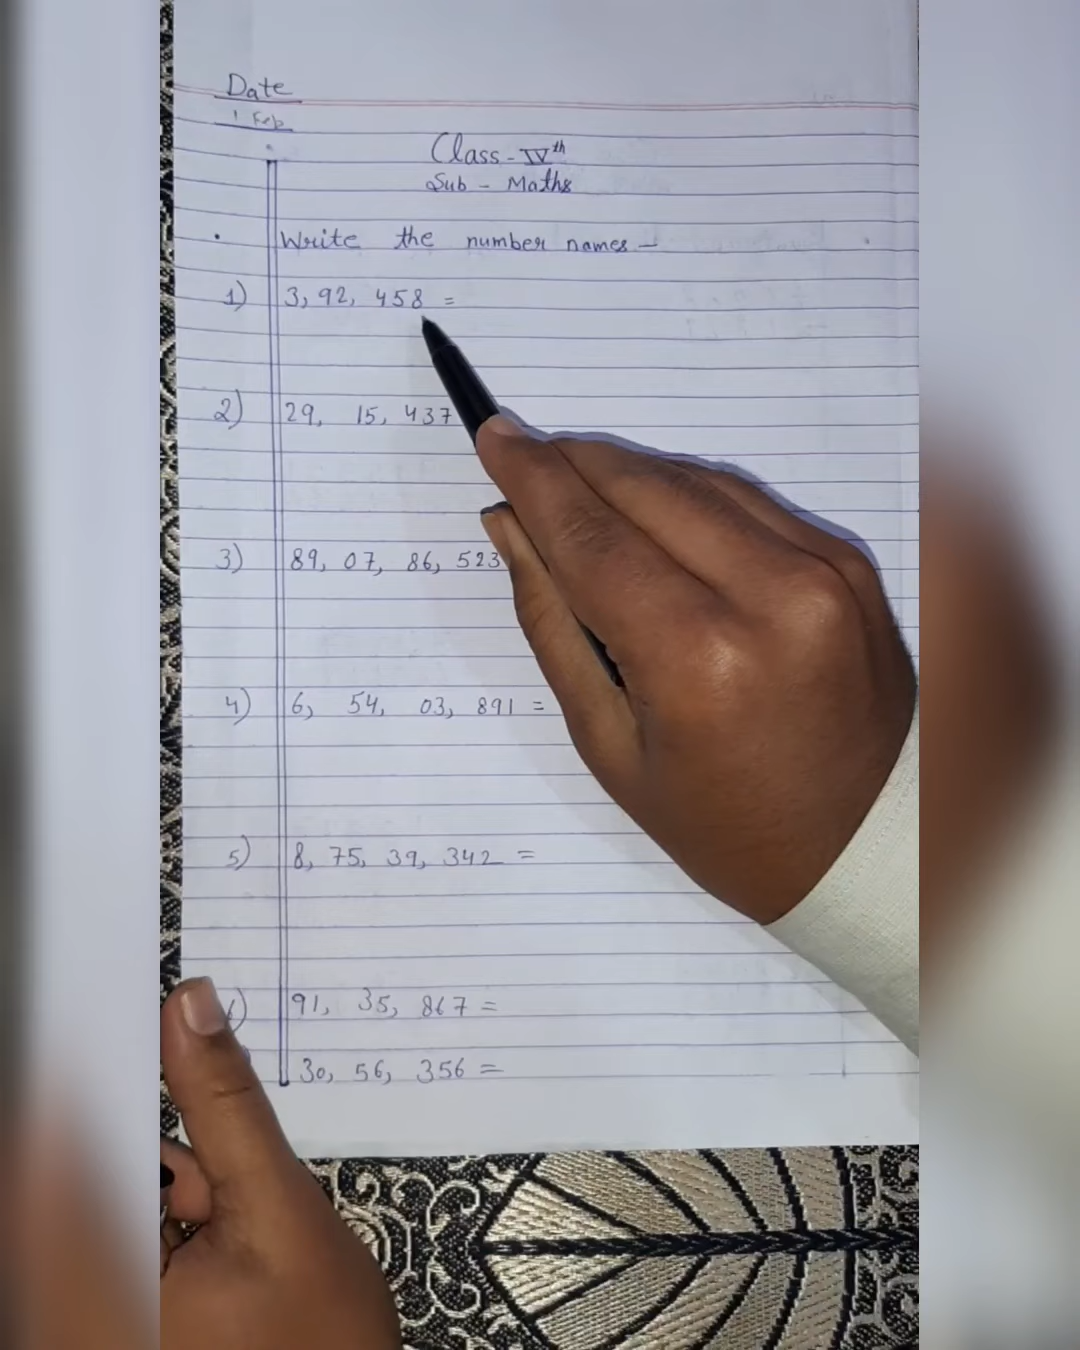 Date
1 Feb
Class - IVth
Sub - Maths
Write the number names -
1) 3, 92, 458 =
2) 29, 15, 437
3) 89, 07, 86, 523
4) 6, 54, 03, 891 =
5) 8, 75, 39, 342 =
6) 91, 35, 867 =
30, 56, 356 =